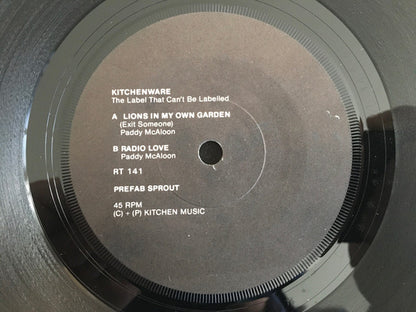 KITCHENWARE
The Label That Can't Be Labelled
A LIONS IN MY OWN GARDEN
(Exit Someone)
Paddy McAloon
B RADIO LOVE
Paddy McAloon
RT 141
PREFAB SPROUT
45 RPM
(C) + (P) KITCHEN MUSIC